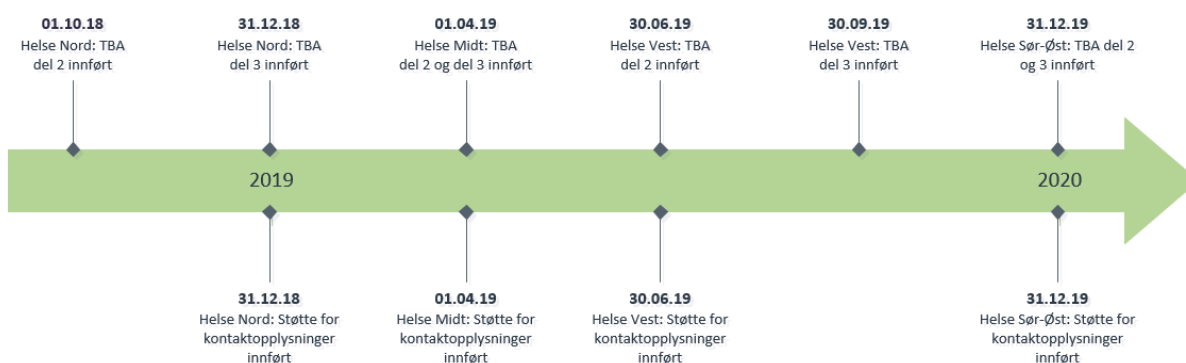 01.10.18
Helse Nord: TBA
del 2 innført
31.12.18
Helse Nord: TBA
del 3 innført
01.04.19
Helse Midt: TBA
del 2 og del 3 innført
30.06.19
Helse Vest: TBA
del 2 innført
30.09.19
Helse Vest: TBA
del 3 innført
31.12.19
Helse Sør-Øst: TBA del 2
og 3 innført
2019
2020
31.12.18
Helse Nord: Støtte for
kontaktopplysninger
innført
01.04.19
Helse Midt: Støtte for
kontaktopplysninger
innført
30.06.19
Helse Vest: Støtte for
kontaktopplysninger
innført
31.12.19
Helse Sør-Øst: Støtte for
kontaktopplysninger
innført